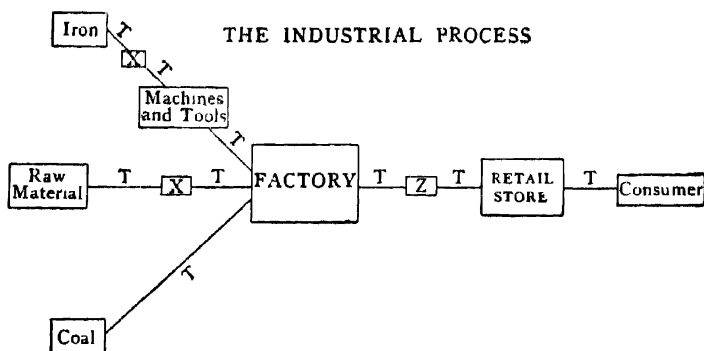 THE INDUSTRIAL PROCESS
Iron
T
X
T
Machines
and Tools
T
Raw
Material
T
X
T
FACTORY
T
Z
T
RETAIL
STORE
T
Consumer
T
Coal